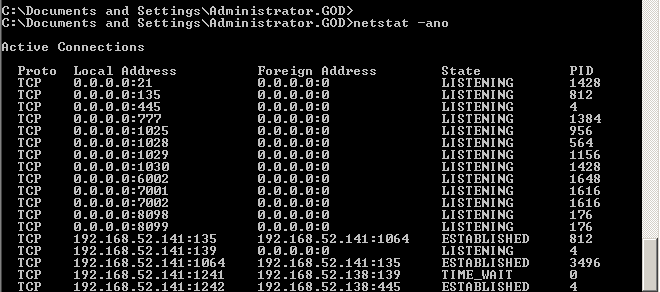 C:\Documents and Settings\Administrator.GOD>
C:\Documents and Settings\Administrator.GOD>netstat -ano
Active Connections
Proto  Local Address          Foreign Address        State           PID
TCP    0.0.0.0:21             0.0.0.0:0              LISTENING       1428
TCP    0.0.0.0:135            0.0.0.0:0              LISTENING       812
TCP    0.0.0.0:445            0.0.0.0:0              LISTENING       4
TCP    0.0.0.0:777            0.0.0.0:0              LISTENING       1384
TCP    0.0.0.0:1025           0.0.0.0:0              LISTENING       956
TCP    0.0.0.0:1028           0.0.0.0:0              LISTENING       564
TCP    0.0.0.0:1029           0.0.0.0:0              LISTENING       1156
TCP    0.0.0.0:1030           0.0.0.0:0              LISTENING       1428
TCP    0.0.0.0:6002           0.0.0.0:0              LISTENING       1648
TCP    0.0.0.0:7001           0.0.0.0:0              LISTENING       1616
TCP    0.0.0.0:7002           0.0.0.0:0              LISTENING       1616
TCP    0.0.0.0:8098           0.0.0.0:0              LISTENING       176
TCP    0.0.0.0:8099           0.0.0.0:0              LISTENING       176
TCP    192.168.52.141:135     192.168.52.141:1064    ESTABLISHED     812
TCP    192.168.52.141:139     0.0.0.0:0              LISTENING       4
TCP    192.168.52.141:1064    192.168.52.141:135     ESTABLISHED     3496
TCP    192.168.52.141:1241    192.168.52.138:139     TIME_WAIT       0
TCP    192.168.52.141:1242    192.168.52.138:445     ESTABLISHED     4